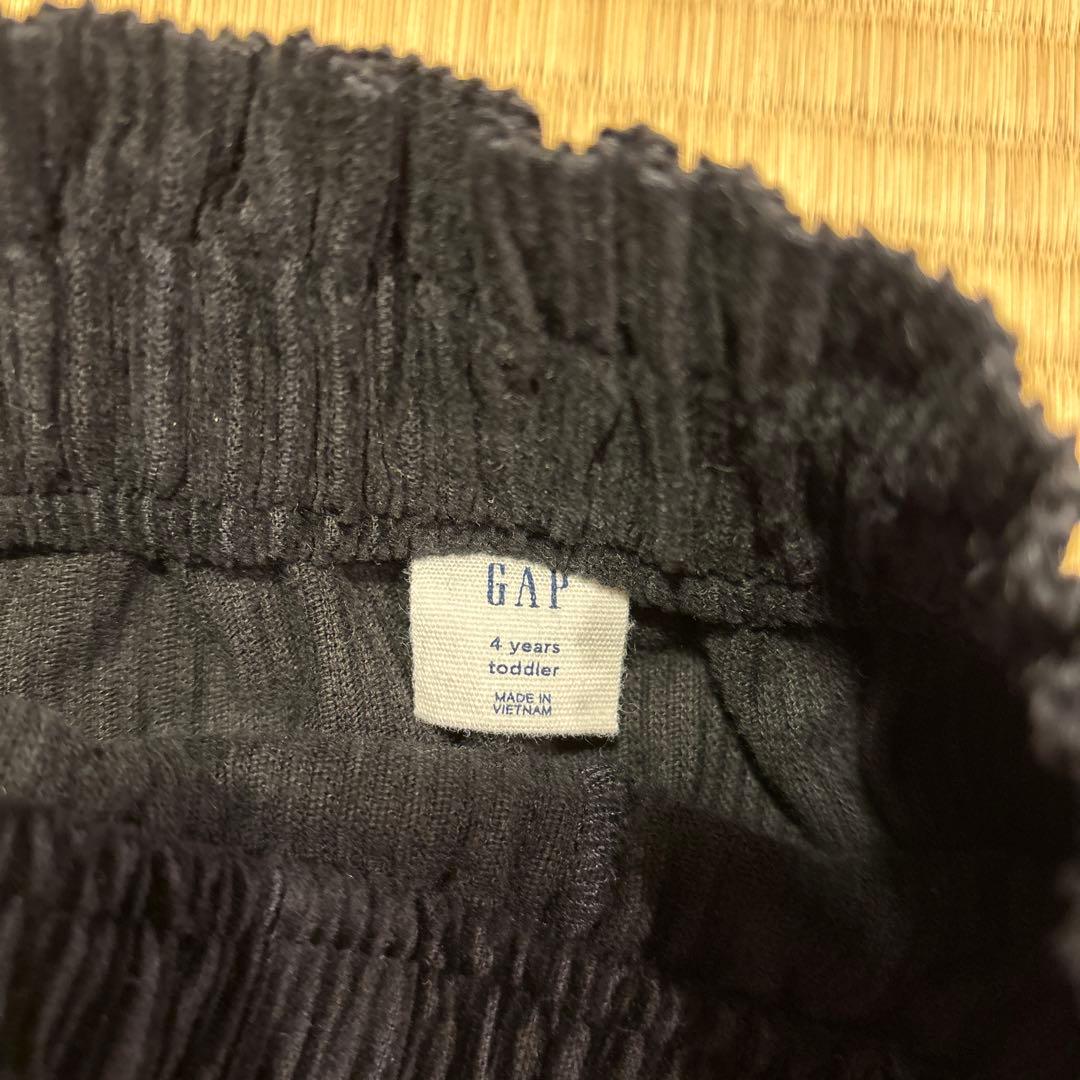 GAP
4 years
toddler
MADE IN
VIETNAM